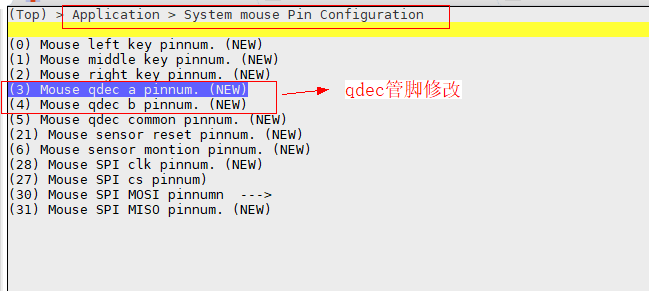 (Top) > Application > System mouse Pin Configuration
(0) Mouse left key pinnum. (NEW)
(1) Mouse middle key pinnum. (NEW)
(2) Mouse right key pinnum. (NEW)
(3) Mouse qdec a pinnum. (NEW)
qdec管脚修改
(4) Mouse qdec b pinnum. (NEW)
(5) Mouse qdec common pinnum. (NEW)
(21) Mouse sensor reset pinnum. (NEW)
(6) Mouse sensor montion pinnum. (NEW)
(28) Mouse SPI clk pinnum. (NEW)
(27) Mouse SPI cs pinnum)
(30) Mouse SPI MOSI pinnumn  --->
(31) Mouse SPI MISO pinnum. (NEW)